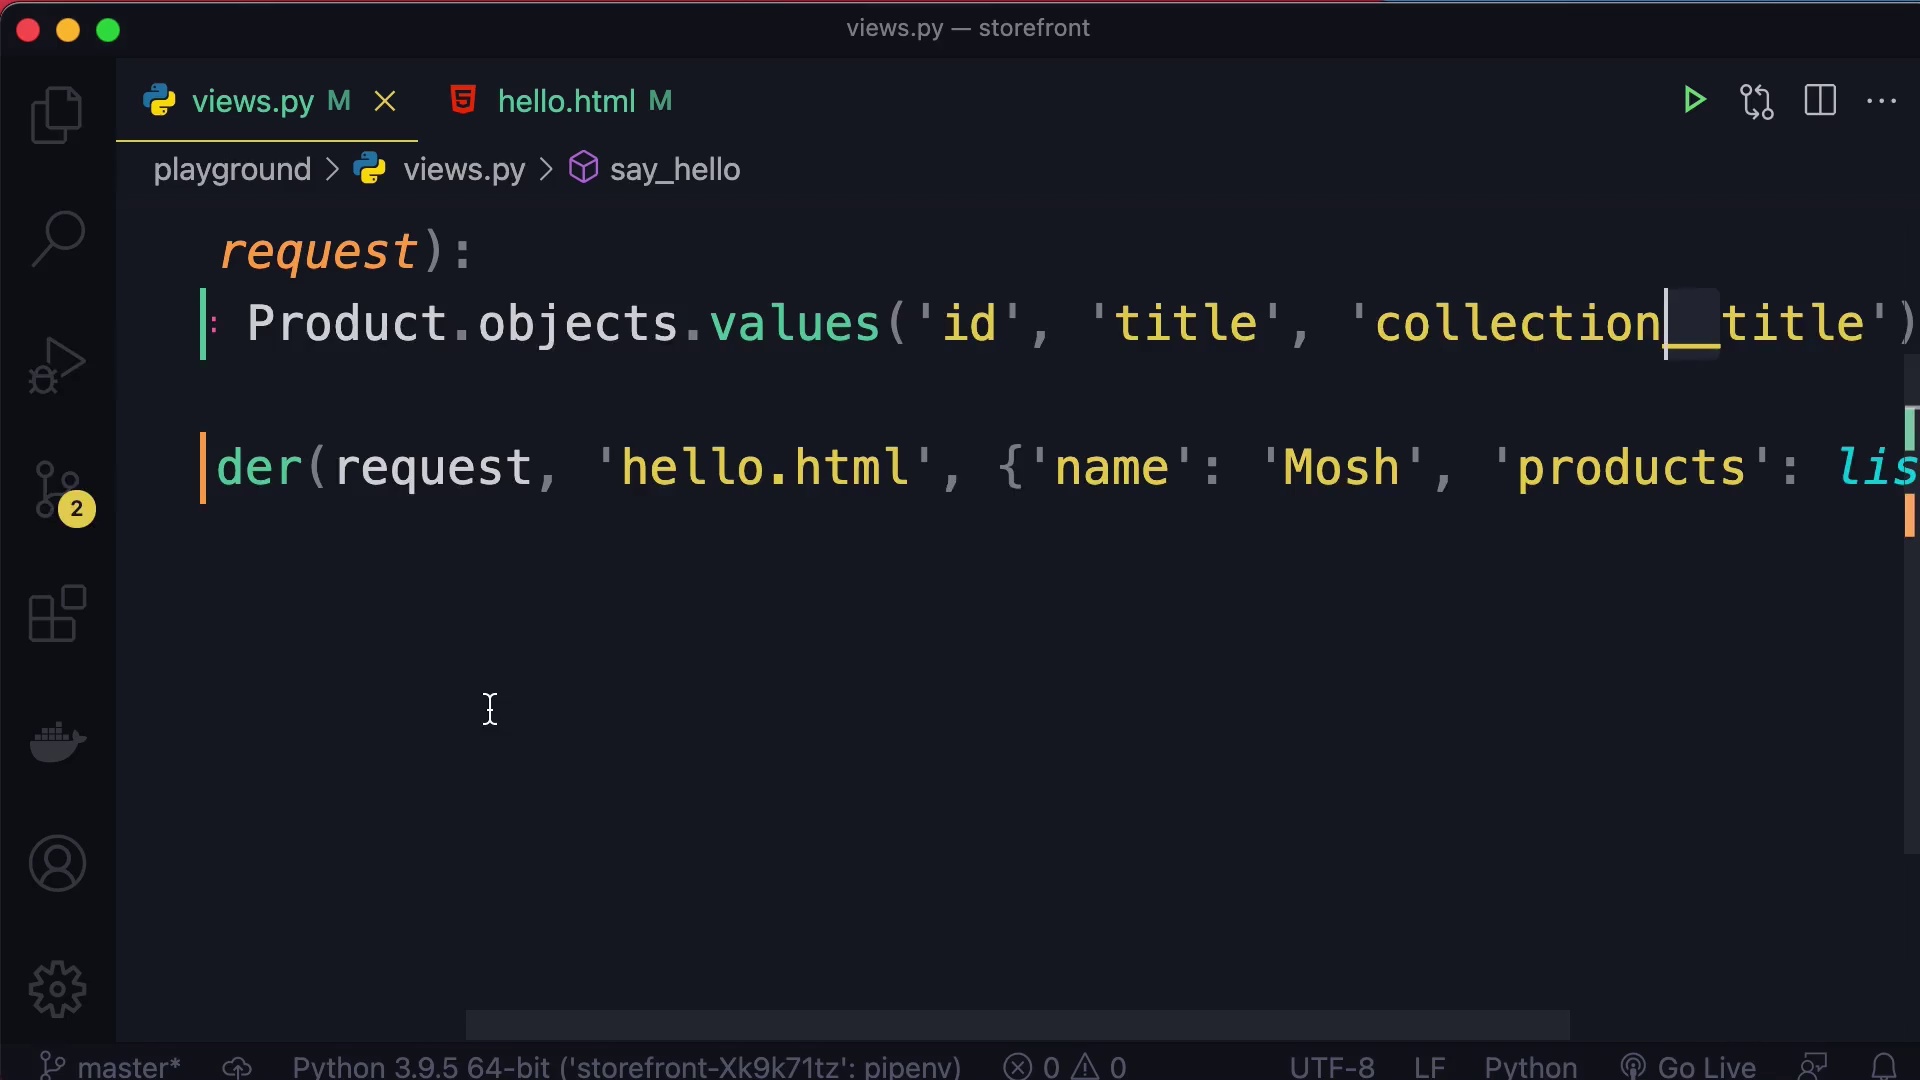 views.py — storefront
views.py M hello.html M
playground > views.py > say_hello
request):
: Product.objects.values('id', 'title', 'collection__title')
der(request, 'hello.html', {'name': 'Mosh', 'products': lis
2
master* Python 3.9.5 64-bit ('storefront-Xk9k71tz': pipenv) 0 0 UTF-8 LF Python Go Live